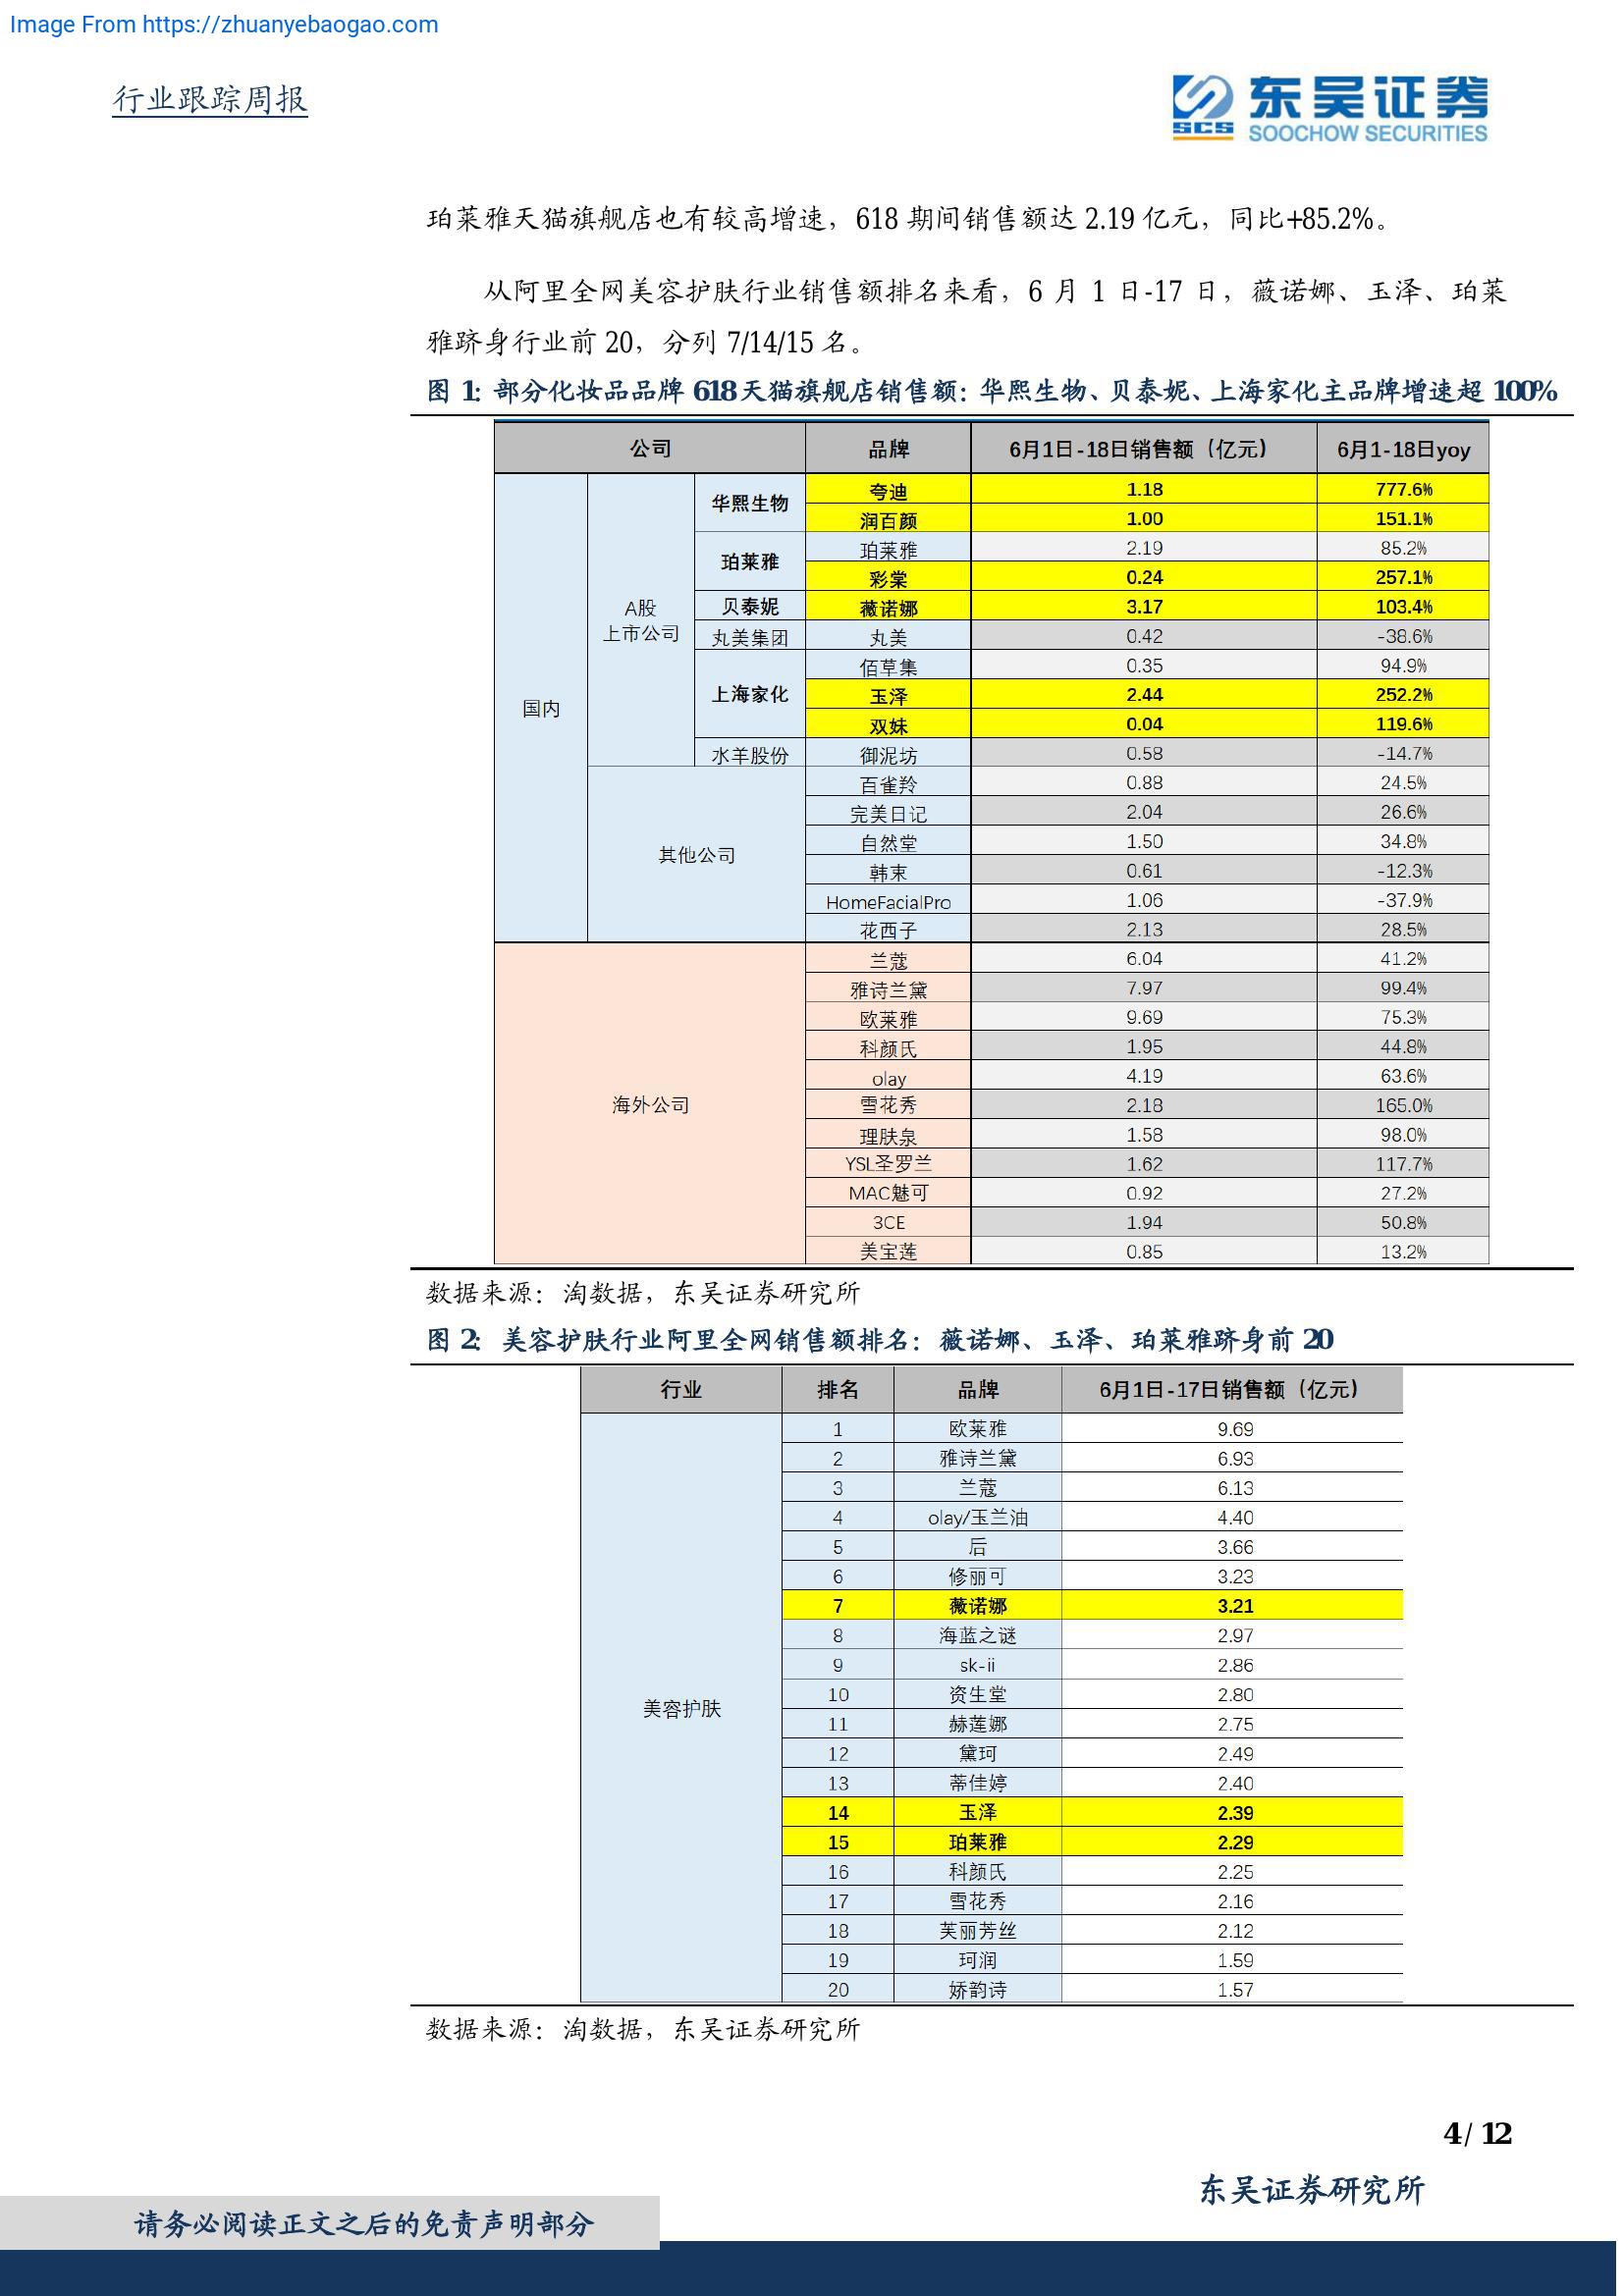 Image From https://zhuanyebaogao.com
行业跟踪周报
东吴证券
SCS
SOOCHOW SECURITIES
珀莱雅天猫旗舰店也有较高增速，618 期间销售额达 2.19 亿元，同比+85.2%。
从阿里全网美容护肤行业销售额排名来看，6 月 1 日-17 日，薇诺娜、玉泽、珀莱
雅跻身行业前 20，分列 7/14/15 名。
图 1：部分化妆品品牌 618 天猫旗舰店销售额：华熙生物、贝泰妮、上海家化主品牌增速超 100%
公司 品牌 6月1日-18日销售额（亿元） 6月1-18日yoy
国内 A股上市公司 华熙生物 夸迪 1.18 777.6%
润百颜 1.00 151.1%
珀莱雅 珀莱雅 2.19 85.2%
彩棠 0.24 257.1%
贝泰妮 薇诺娜 3.17 103.4%
丸美集团 丸美 0.42 -38.6%
上海家化 佰草集 0.35 94.9%
玉泽 2.44 252.2%
双妹 0.04 119.6%
水羊股份 御泥坊 0.58 -14.7%
其他公司 百雀羚 0.88 24.5%
完美日记 2.04 26.6%
自然堂 1.50 34.8%
韩束 0.61 -12.3%
HomeFacialPro 1.06 -37.9%
花西子 2.13 28.5%
海外公司 兰蔻 6.04 41.2%
雅诗兰黛 7.97 99.4%
欧莱雅 9.69 75.3%
科颜氏 1.95 44.8%
olay 4.19 63.6%
雪花秀 2.18 165.0%
理肤泉 1.58 98.0%
YSL圣罗兰 1.62 117.7%
MAC魅可 0.92 27.2%
3CE 1.94 50.8%
美宝莲 0.85 13.2%
数据来源：淘数据，东吴证券研究所
图 2： 美容护肤行业阿里全网销售额排名：薇诺娜、玉泽、珀莱雅跻身前 20
行业 排名 品牌 6月1日-17日销售额（亿元）
美容护肤 1 欧莱雅 9.69
2 雅诗兰黛 6.93
3 兰蔻 6.13
4 olay/玉兰油 4.40
5 后 3.66
6 修丽可 3.23
7 薇诺娜 3.21
8 海蓝之谜 2.97
9 sk-ii 2.86
10 资生堂 2.80
11 赫莲娜 2.75
12 黛珂 2.49
13 蒂佳婷 2.40
14 玉泽 2.39
15 珀莱雅 2.29
16 科颜氏 2.25
17 雪花秀 2.16
18 芙丽芳丝 2.12
19 珂润 1.59
20 娇韵诗 1.57
数据来源：淘数据，东吴证券研究所
4 / 12
东吴证券研究所
请务必阅读正文之后的免责声明部分